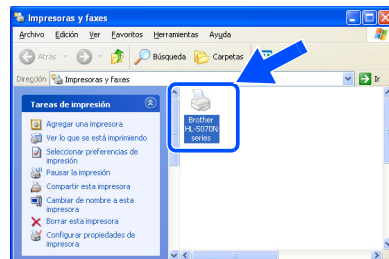 Impresoras y faxes
Archivo Edición Ver Favoritos Herramientas Ayuda
Atrás Búsqueda Carpetas
Dirección Impresoras y faxes Ir
Tareas de impresión
Agregar una impresora
Ver lo que se está imprimiendo
Seleccionar preferencias de
impresión
Pausar la impresión
Compartir esta impresora
Cambiar de nombre a esta
impresora
Borrar esta impresora
Configurar propiedades de
impresora
Brother
HL-5070N
series